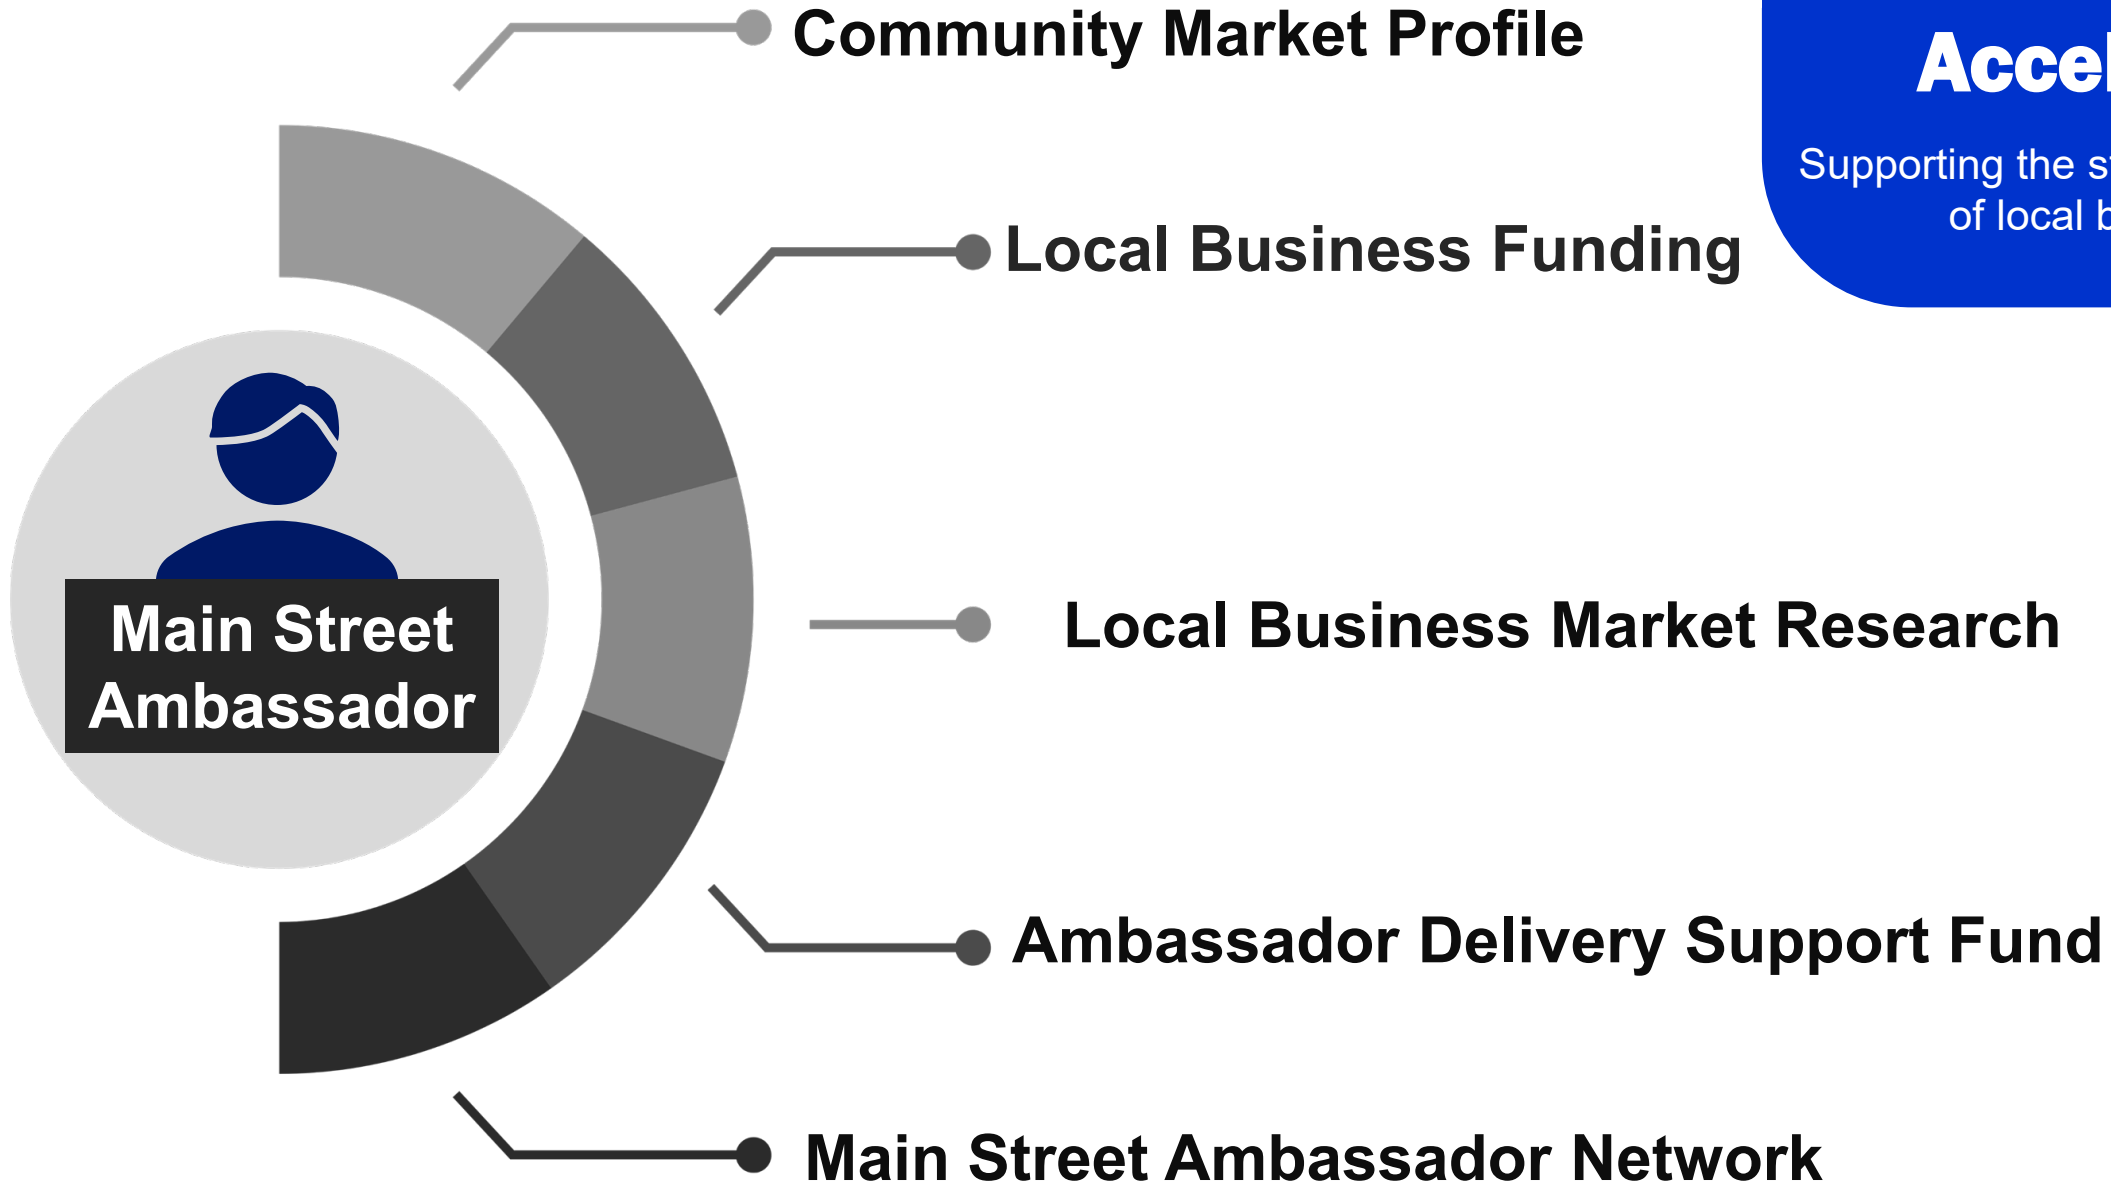 Community Market Profile
Supporting the
of local
Local Business Funding
Main Street
Ambassador
Local Business Market Research
Ambassador Delivery Support Fund
Main Street Ambassador Network